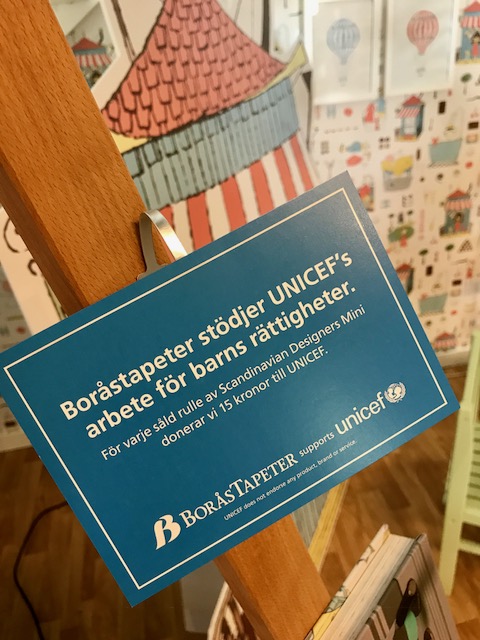 Boråstapeter stödjer UNICEF's
arbete för barns rättigheter.
För varje såld rulle av Scandinavian Designers Mini
donerar vi 15 kronor till UNICEF.
B BORÅSTAPETER supports unicef
UNICEF does not endorse any product, brand or service.